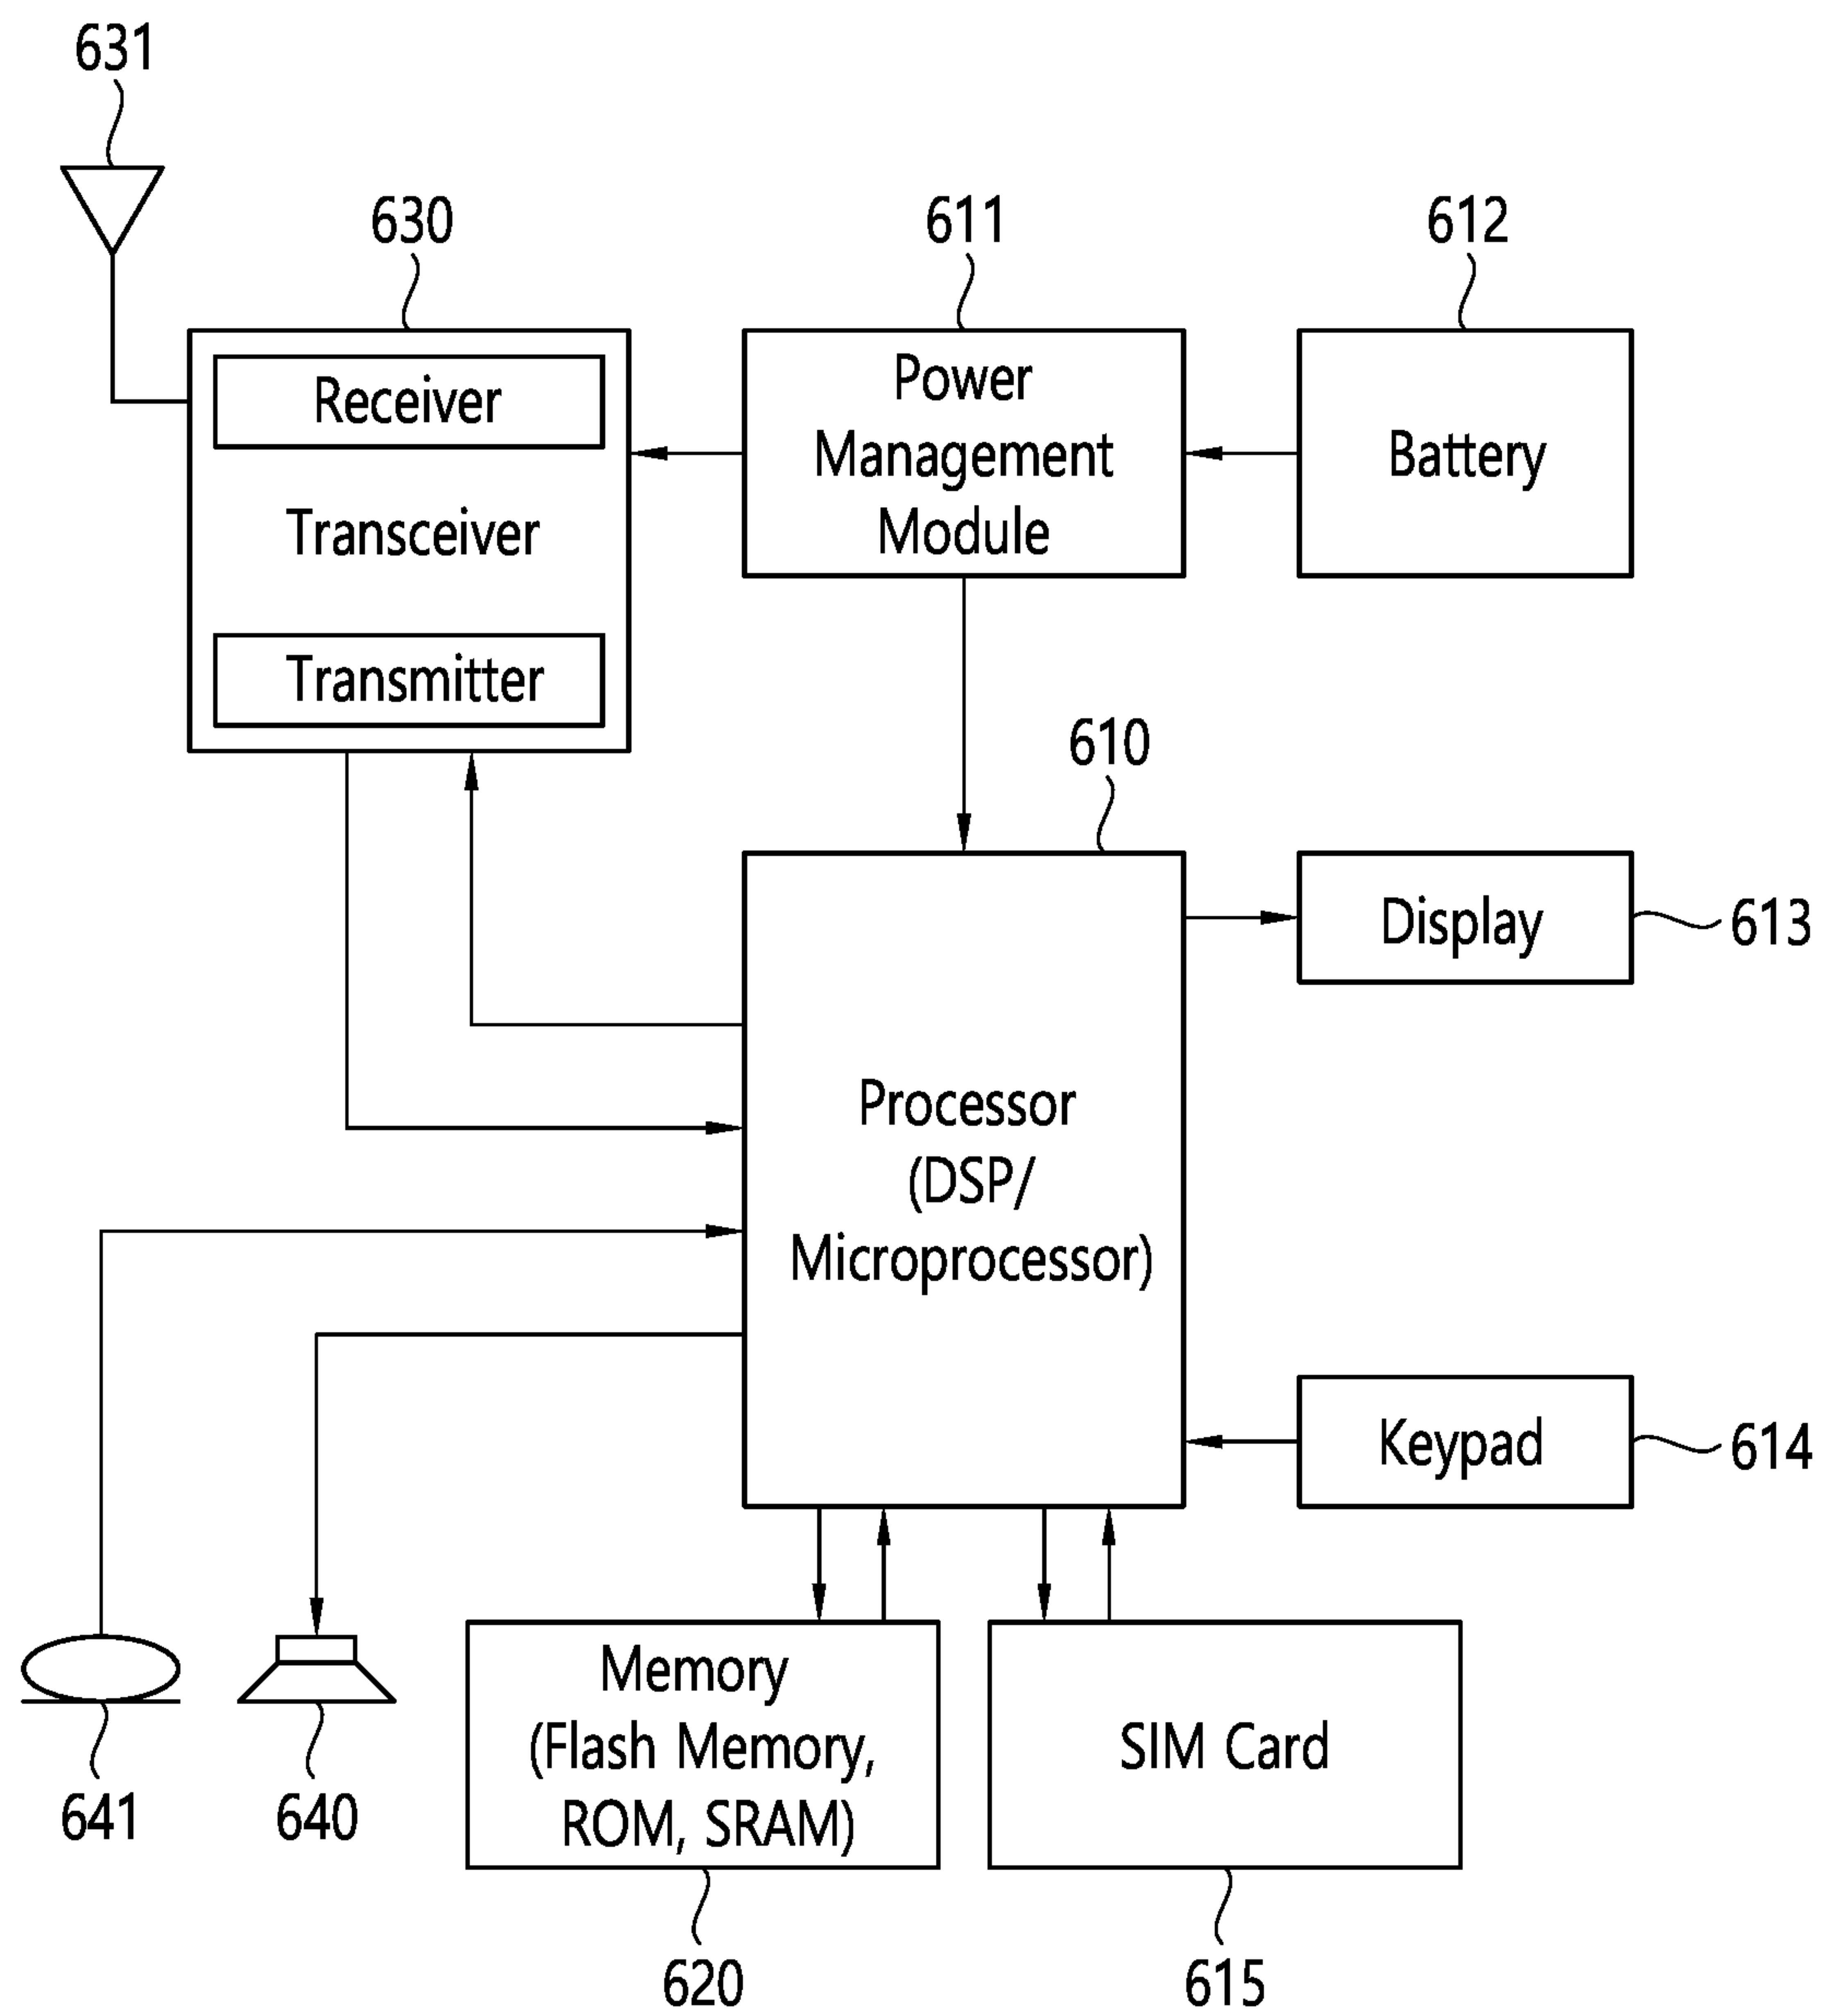 631
630
611
612
Receiver
Transceiver
Transmitter
Power
Management
Module
Battery
610
Processor
(DSP/
Microprocessor)
Display
613
Keypad
614
641
640
Memory
(Flash Memory,
ROM, SRAM)
SIM Card
620
615